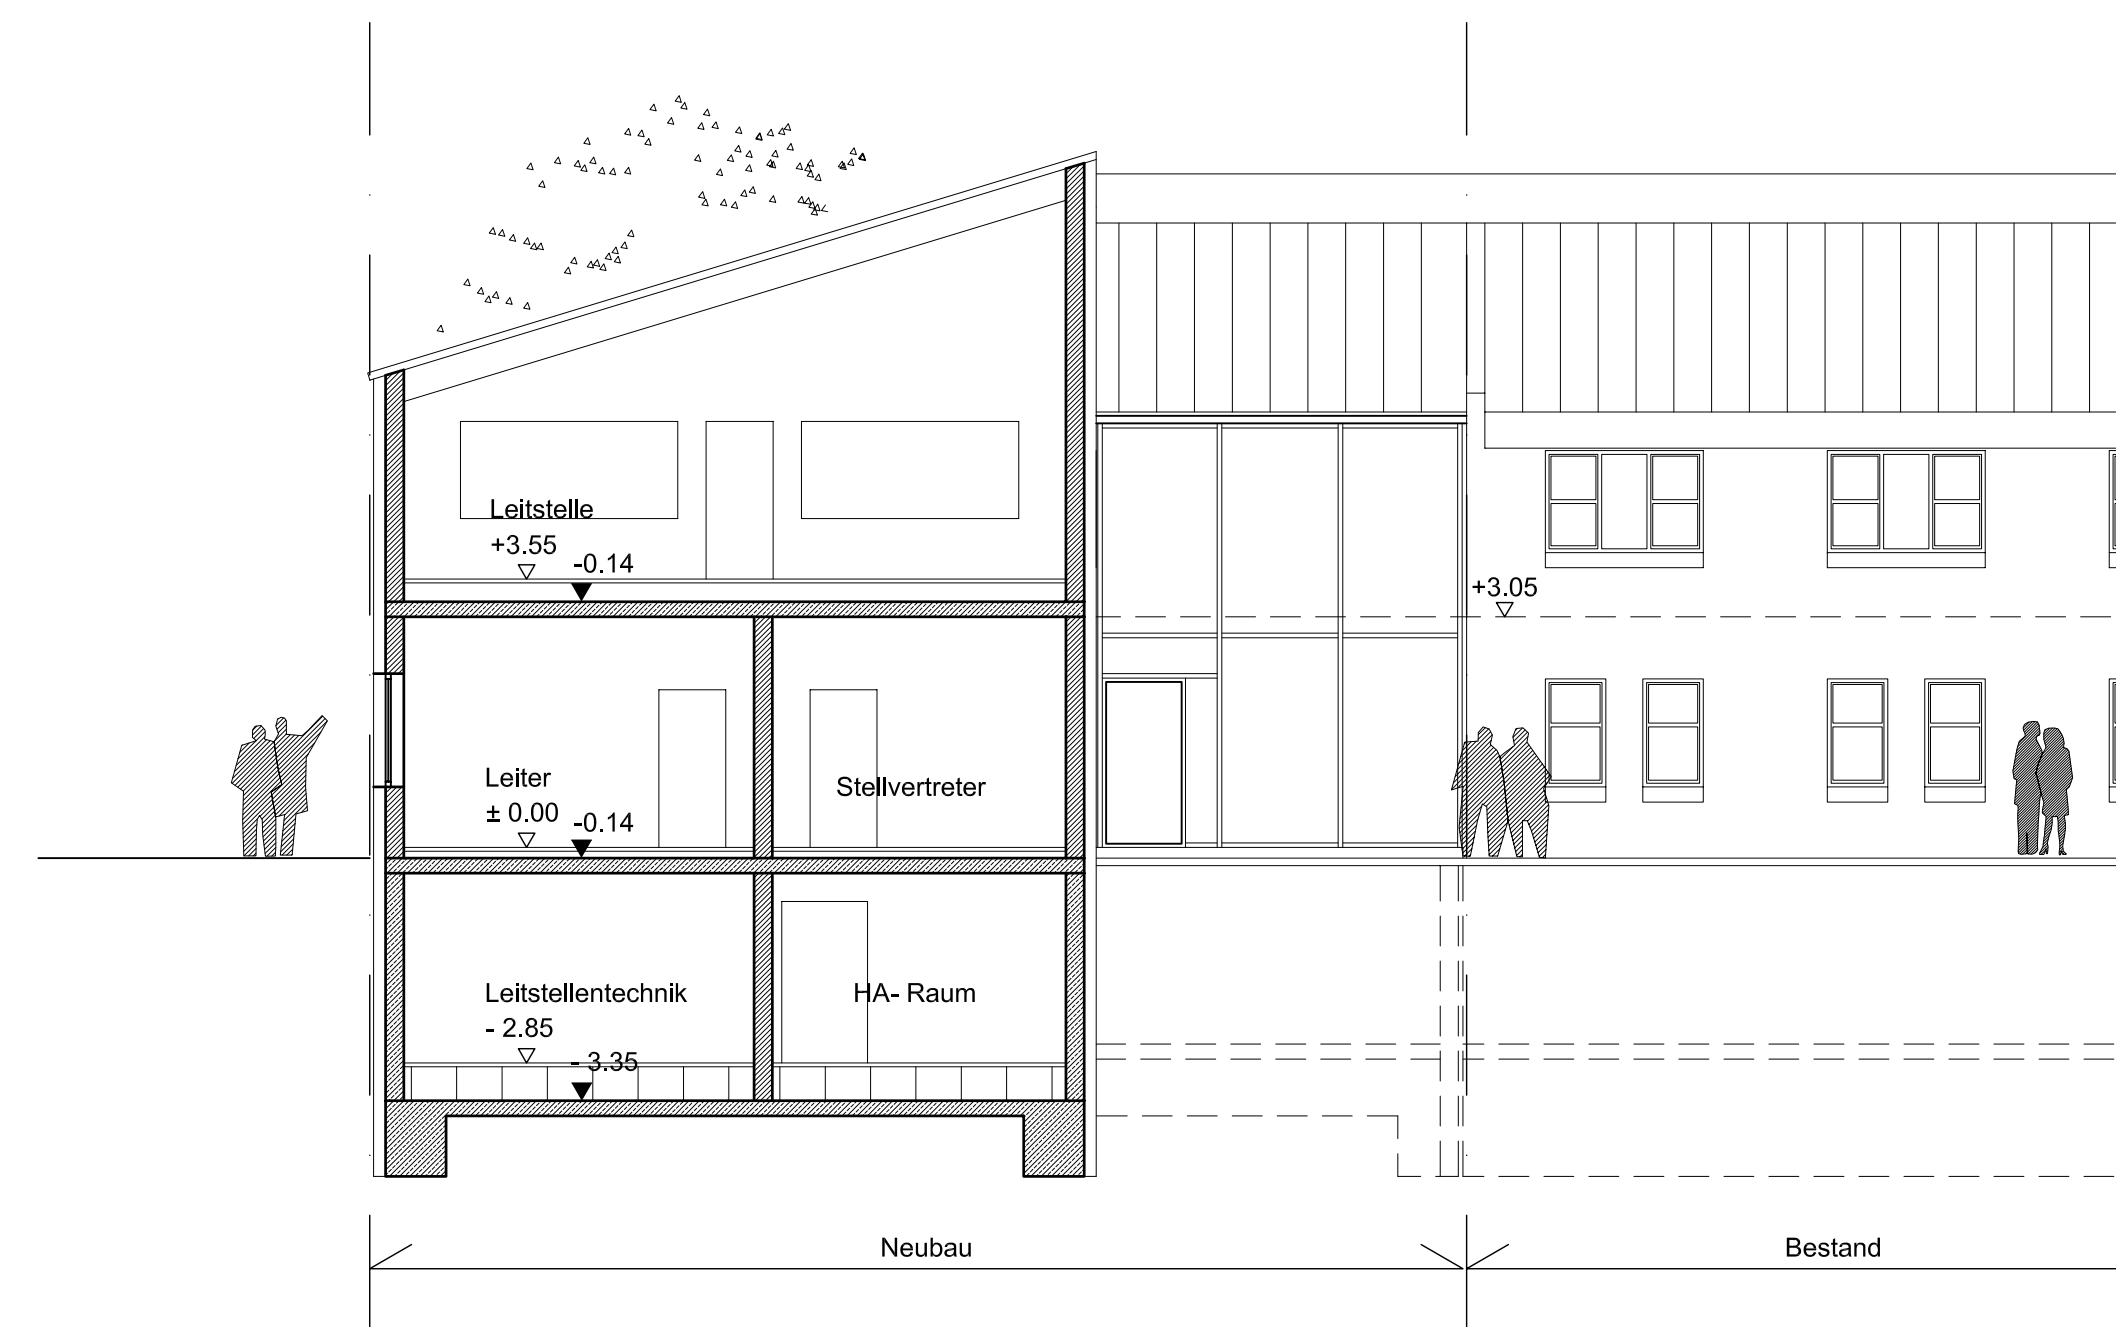 Leitstelle
+3.55
-0.14
+3.05
Leiter
± 0.00
-0.14
Stellvertreter
Leitstellentechnik
- 2.85
- 3.35
HA- Raum
Neubau
Bestand